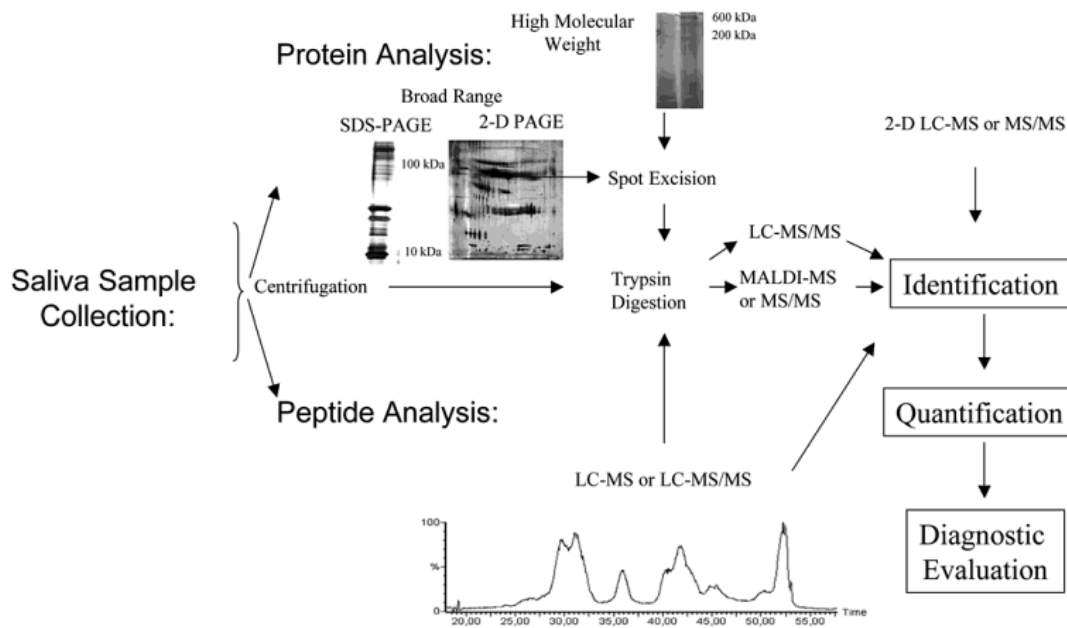 High Molecular
Weight
600 kDa
200 kDa
Protein Analysis:
Broad Range
SDS-PAGE
2-D PAGE
100 kDa
10 kDa
Spot Excision
2-D LC-MS or MS/MS
LC-MS/MS
Saliva Sample
Collection:
Centrifugation
Trypsin
Digestion
MALDI-MS
or MS/MS
Identification
Peptide Analysis:
Quantification
LC-MS or LC-MS/MS
Diagnostic
Evaluation
100
%
0
20,00 25,00 30,00 35,00 40,00 45,00 50,00 55,00
Time